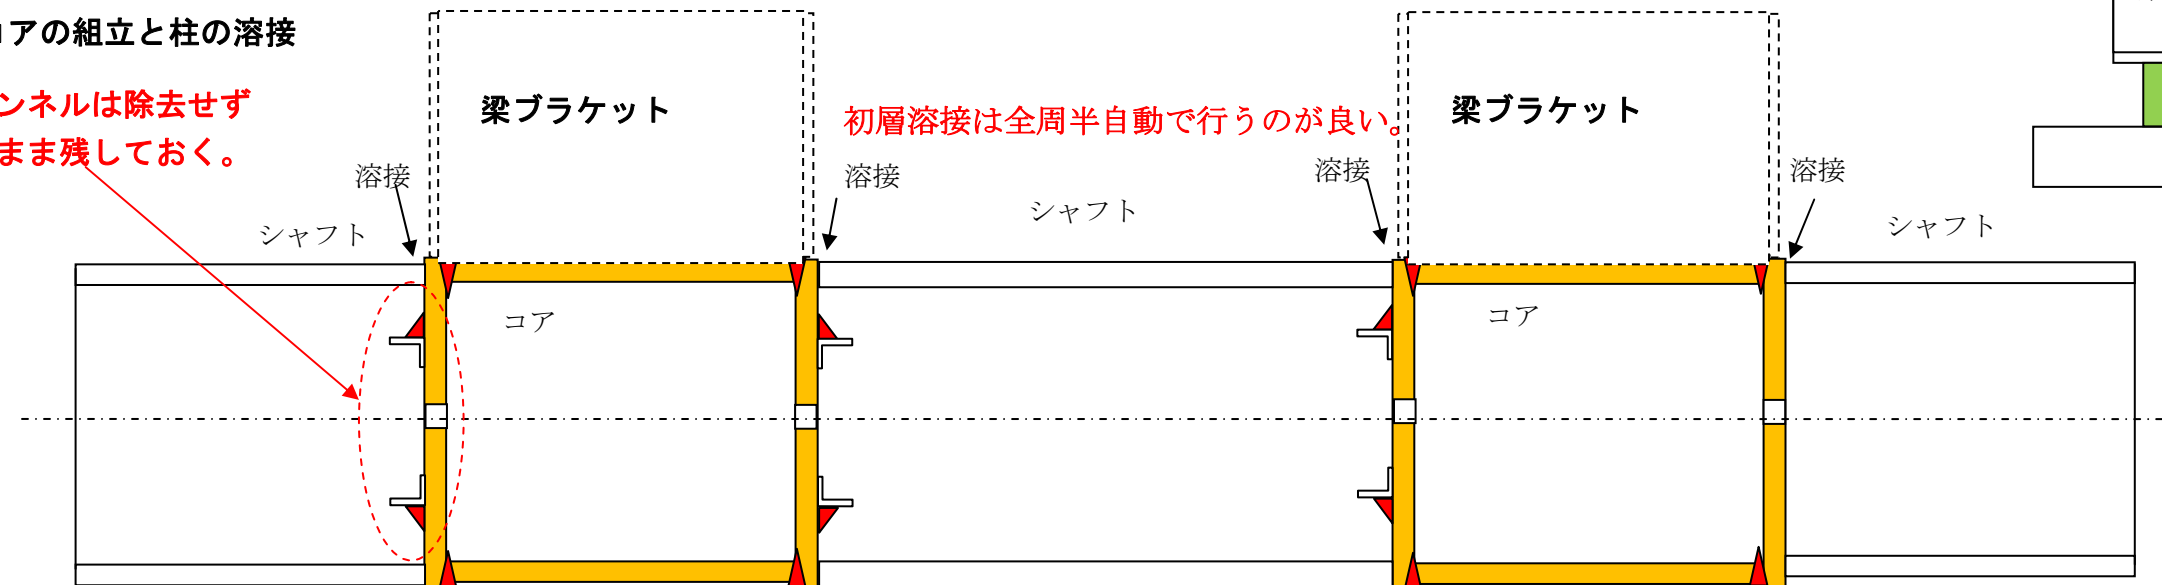 コアの組立と柱の溶接
ンネルは除去せず
まま残しておく。
梁ブラケット
梁ブラケット
初層溶接は全周半自動で行うのが良い。
溶接
溶接
溶接
溶接
シャフト
シャフト
シャフト
コア
コア